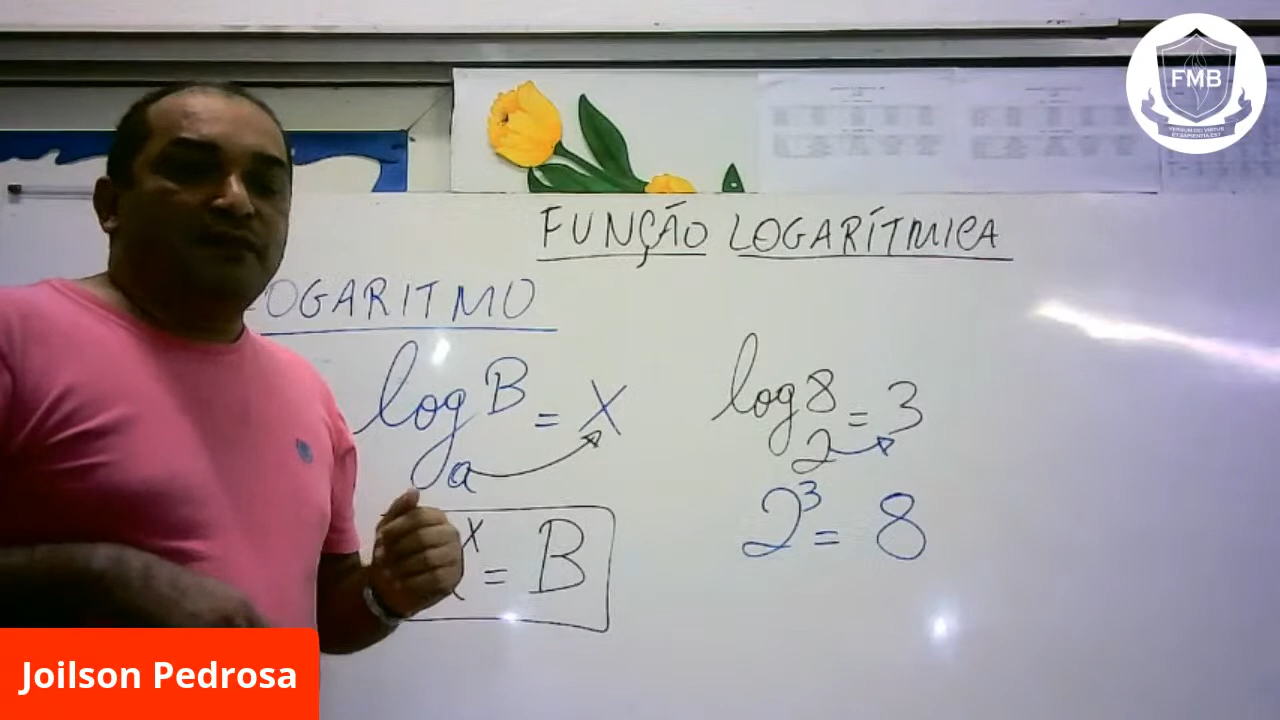 FMB
FUNÇÃO LOGARÍTMICA
OGARITMO
log B = X
a
log 8 = 3
2
x = B
2³ = 8
Joilson Pedrosa